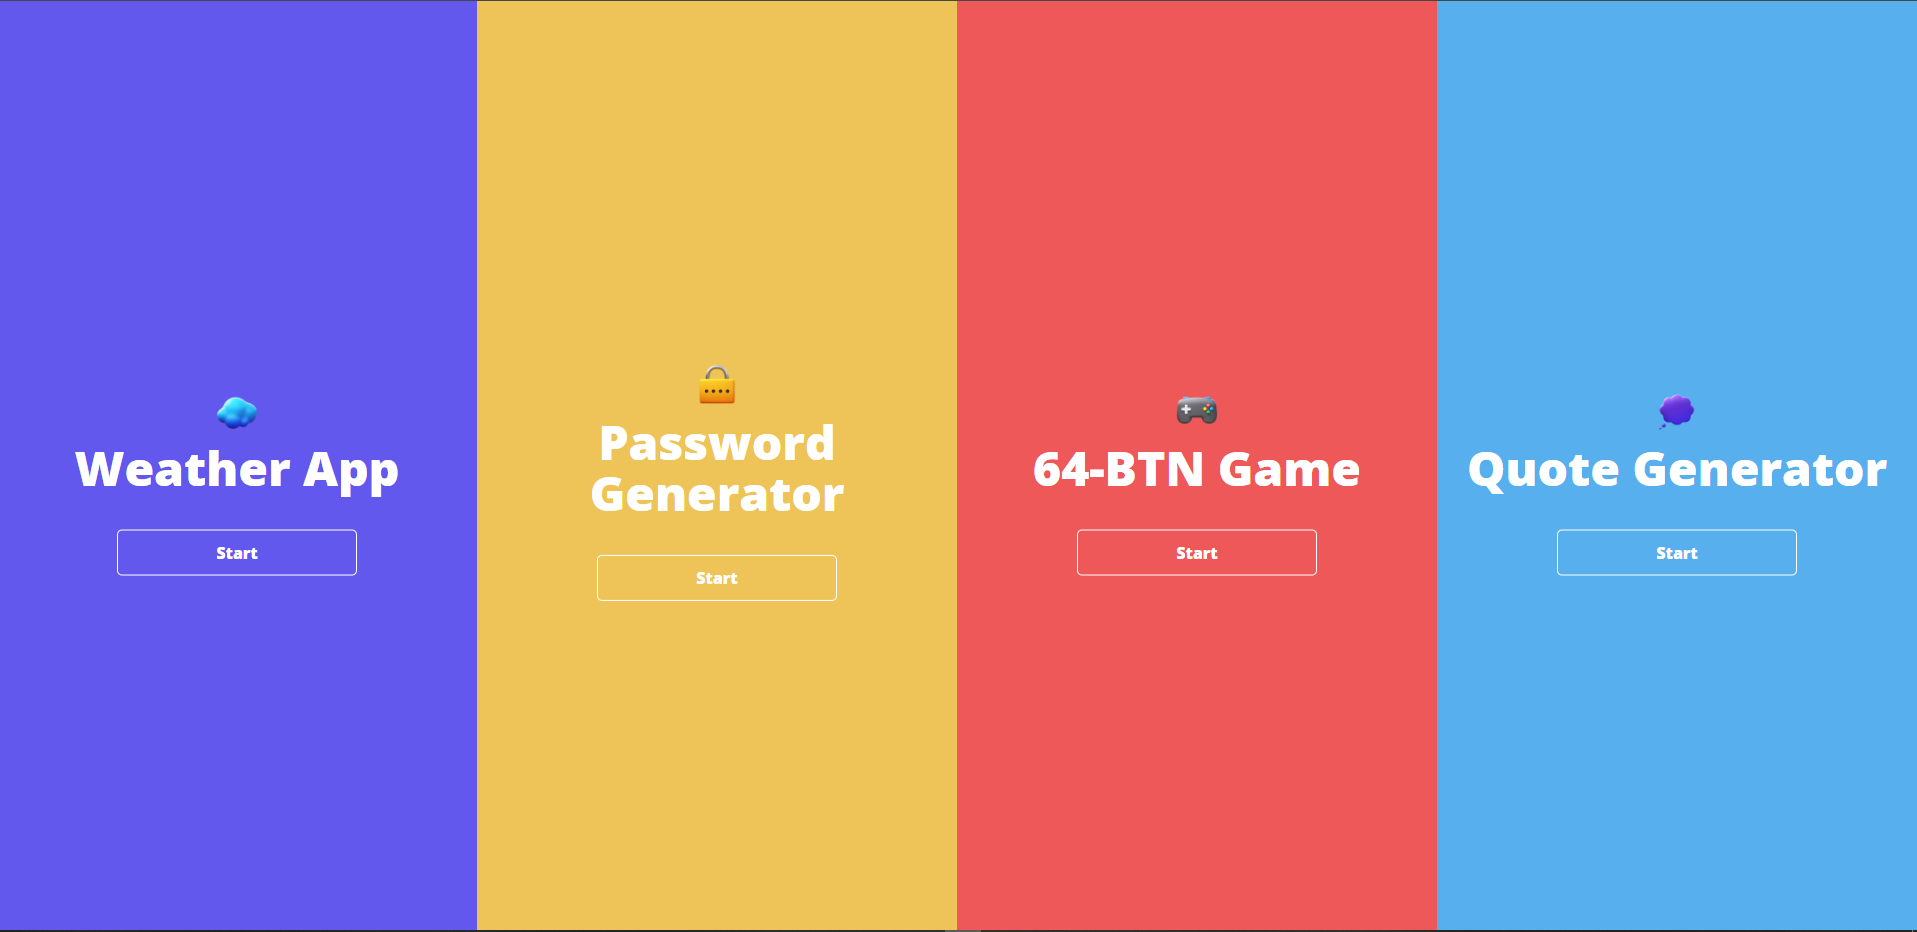 Weather App
Start
Password
Generator
Start
64-BTN Game
Start
Quote Generator
Start